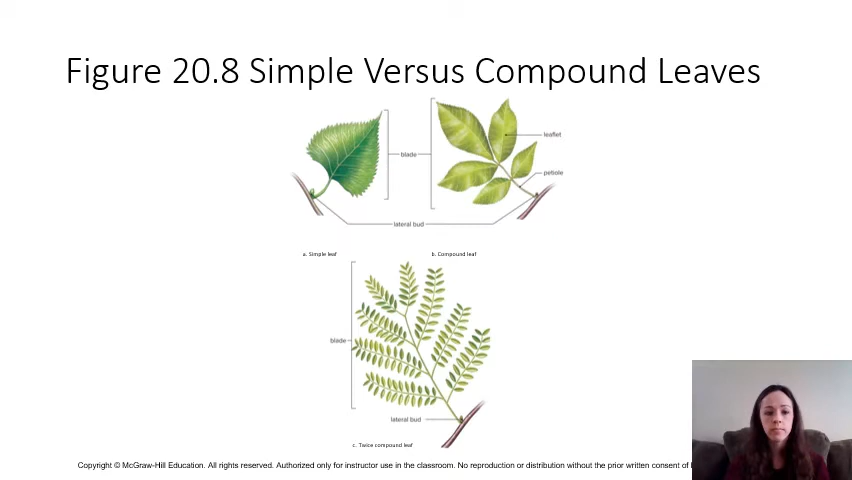 Figure 20.8 Simple Versus Compound Leaves
leaflet
blade
petiole
lateral bud
a. Simple leaf
b. Compound leaf
blade
lateral bud
c. Twice compound leaf
Copyright © McGraw-Hill Education. All rights reserved. Authorized only for instructor use in the classroom. No reproduction or distribution without the prior written consent of